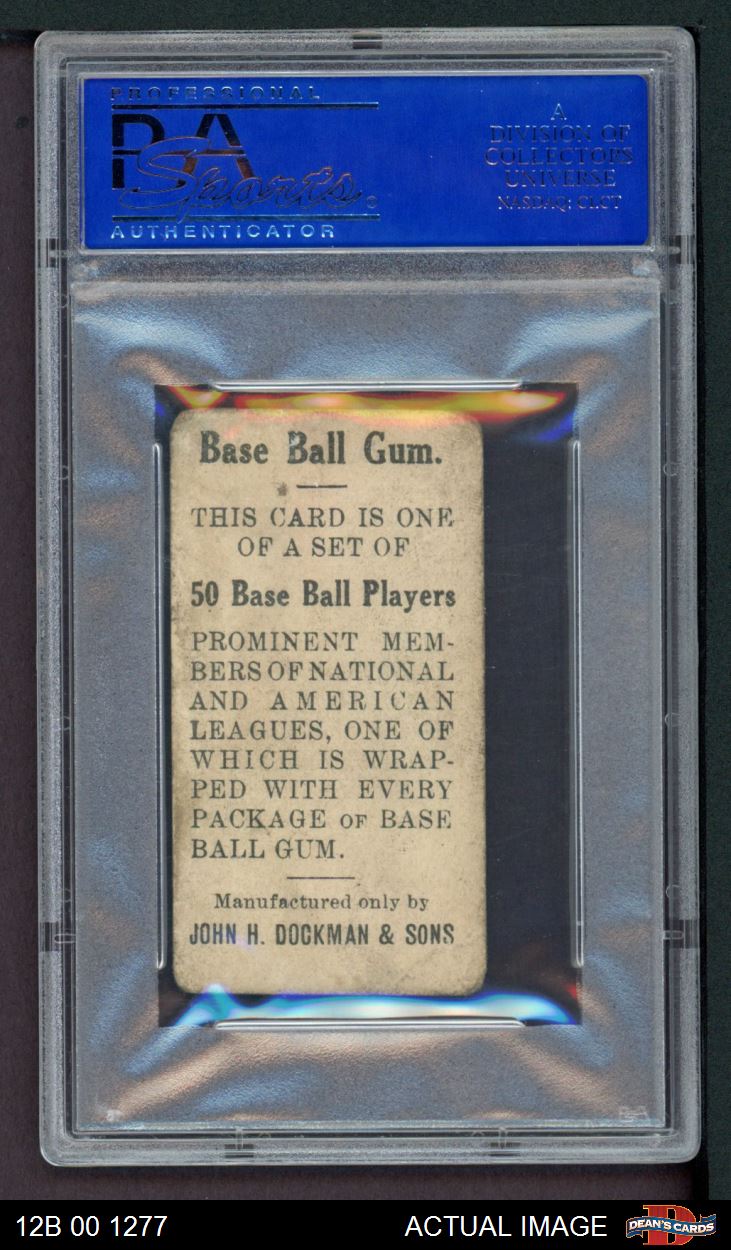 PROFESSIONAL
PSA
Sports
AUTHENTICATOR
A
DIVISION OF
COLLECTORS
UNIVERSE
NASDAQ: CLCT
Base Ball Gum.
THIS CARD IS ONE
OF A SET OF
50 Base Ball Players
PROMINENT MEM-
BERS OF NATIONAL
AND AMERICAN
LEAGUES, ONE OF
WHICH IS WRAP-
PED WITH EVERY
PACKAGE OF BASE
BALL GUM.
Manufactured only by
JOHN H. DOCKMAN & SONS
PSA
12B 00 1277
ACTUAL IMAGE
DEAN'S CARDS